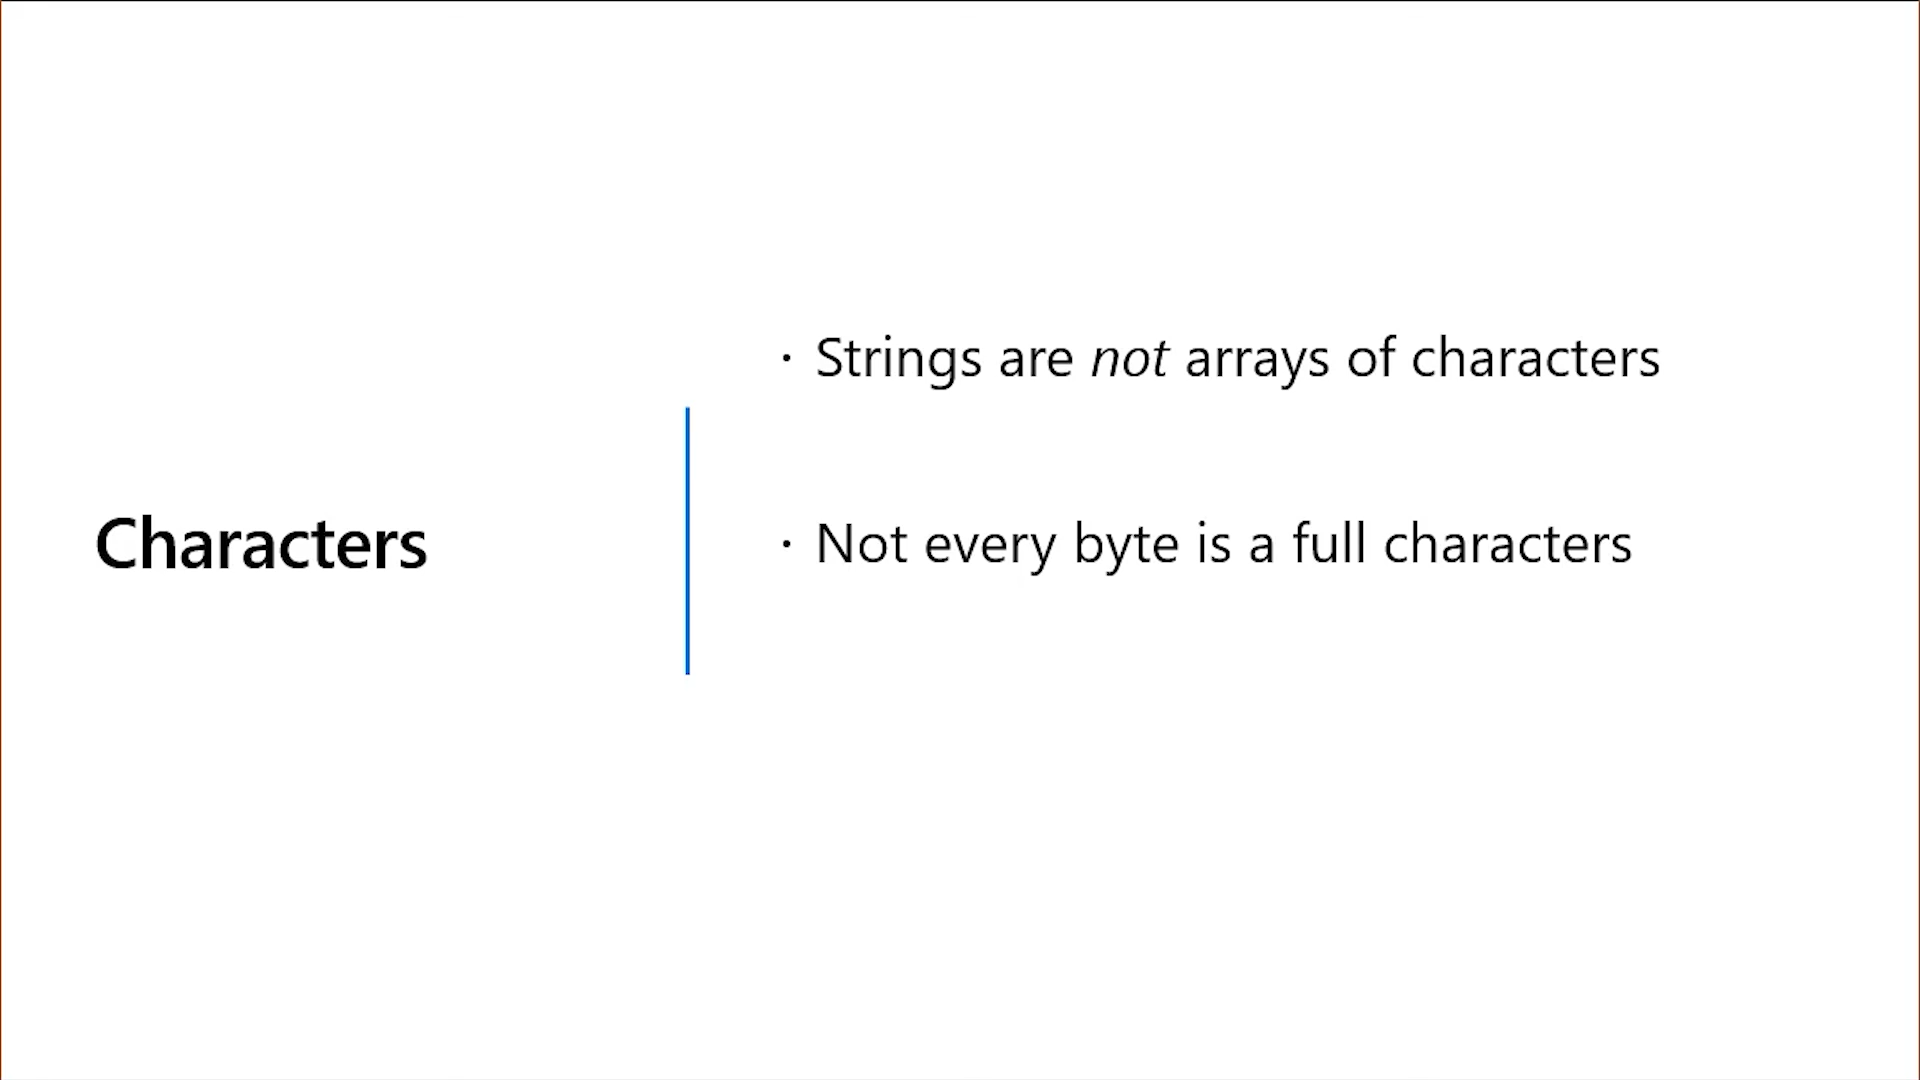 Characters
· Strings are not arrays of characters
· Not every byte is a full characters